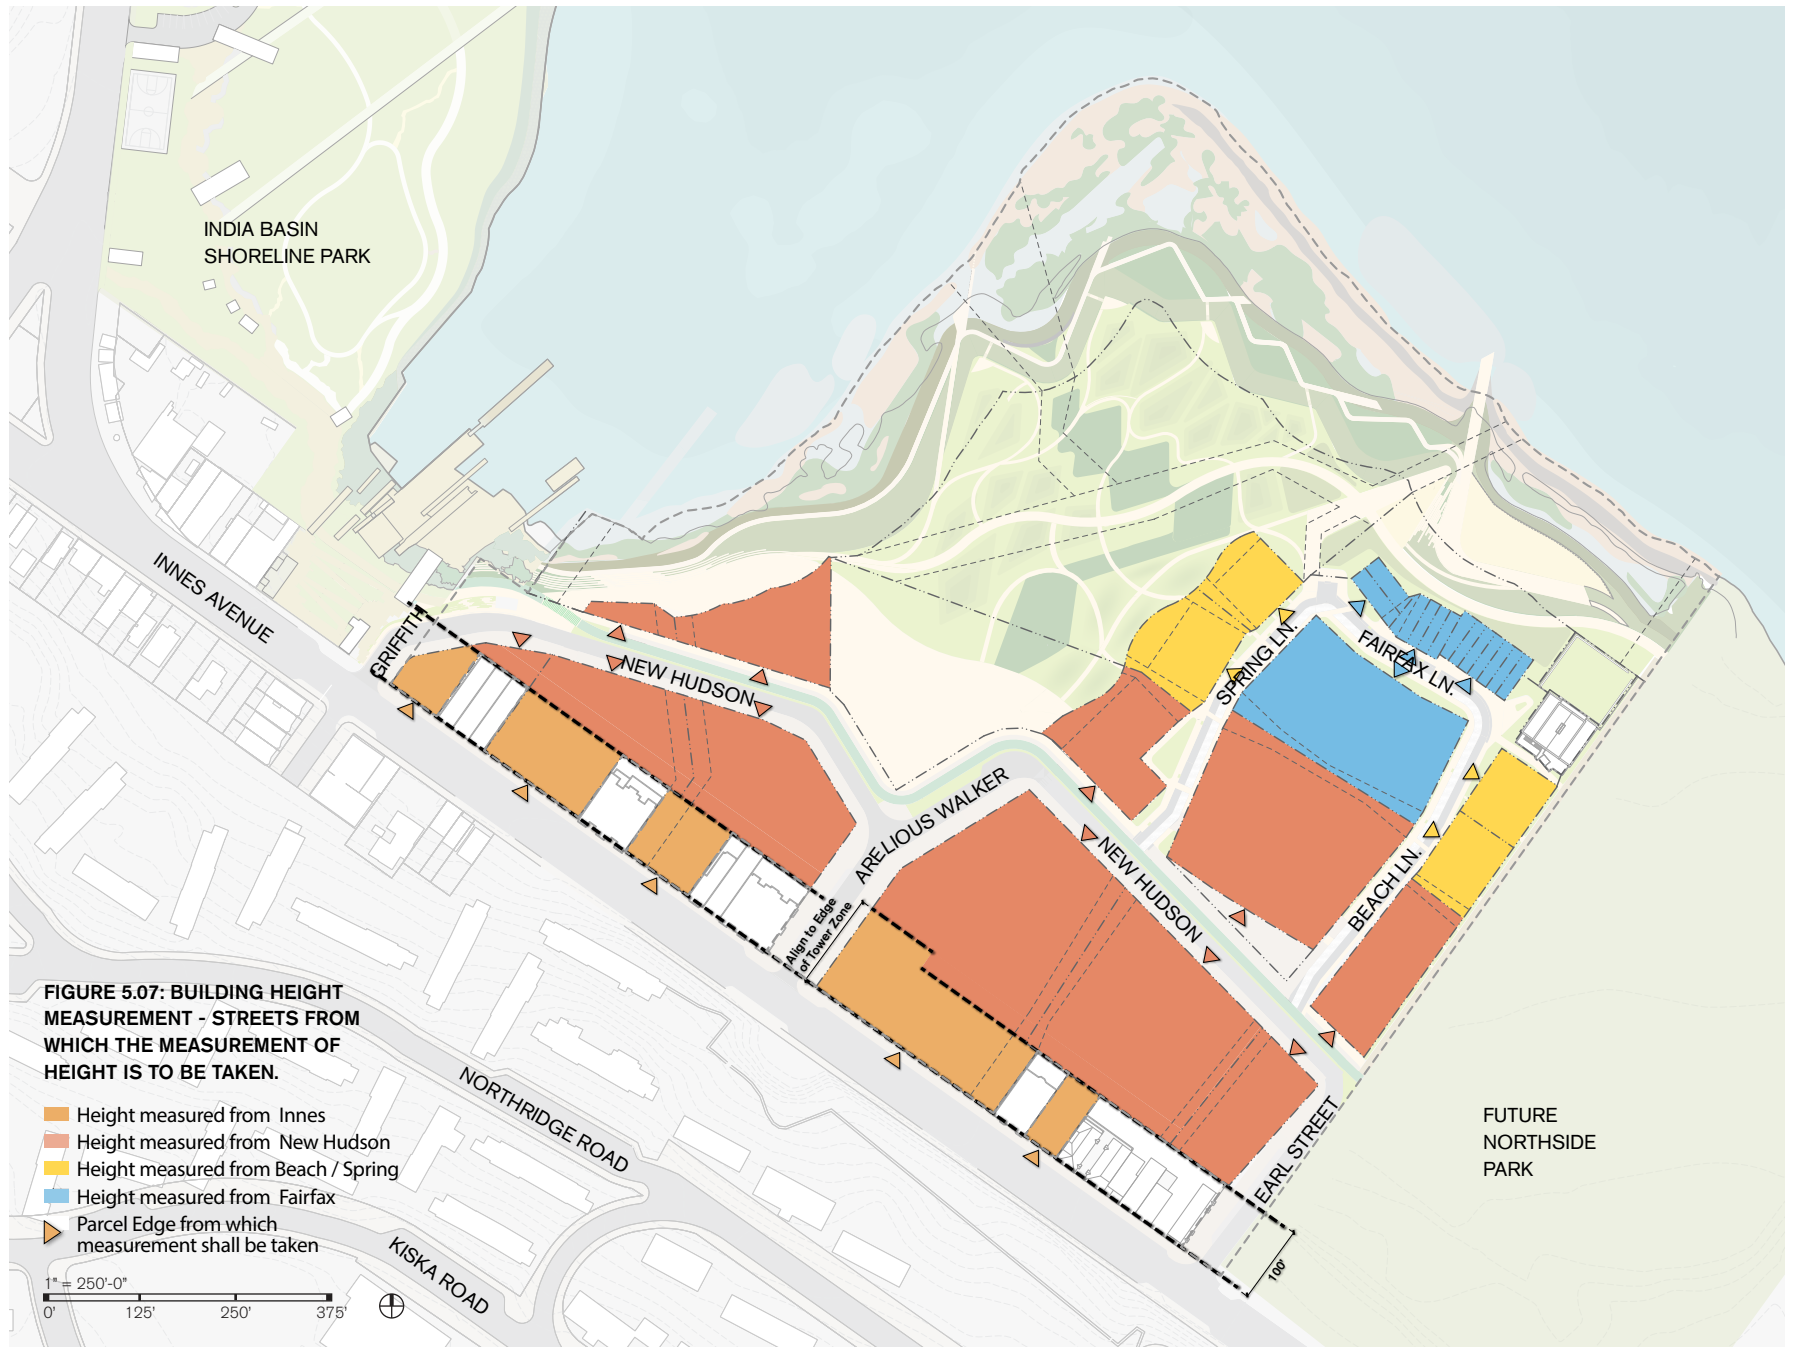 INDIA BASIN
SHORELINE PARK
INNES AVENUE
GRIFFITH
NEW HUDSON
SPRING LN.
FAIRFAX LN.
ARELIOUS WALKER
NEW HUDSON
BEACH LN.
Align to Edge
of Tower Zone
EARL STREET
100'
FUTURE
NORTHSIDE
PARK
NORTHRIDGE ROAD
KISKA ROAD
FIGURE 5.07: BUILDING HEIGHT
MEASUREMENT - STREETS FROM
WHICH THE MEASUREMENT OF
HEIGHT IS TO BE TAKEN.
Height measured from Innes
Height measured from New Hudson
Height measured from Beach / Spring
Height measured from Fairfax
Parcel Edge from which
measurement shall be taken
1" = 250'-0"
0' 125' 250' 375'